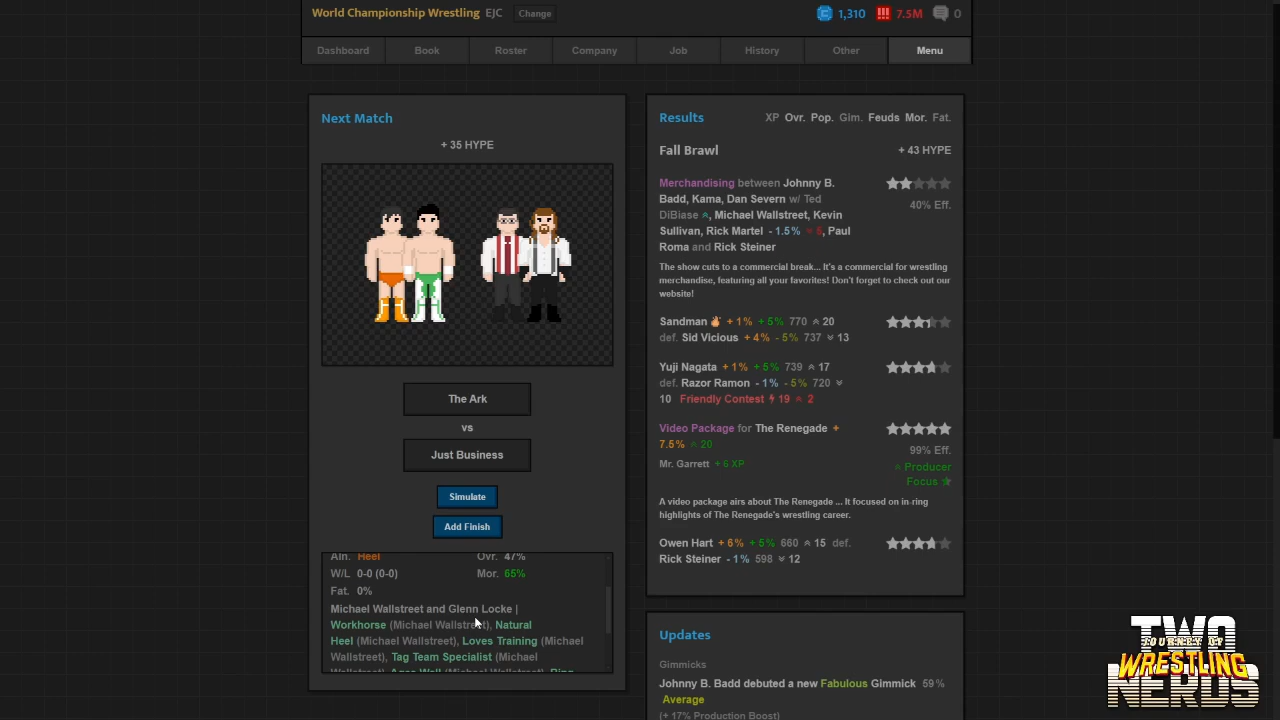 World Championship Wrestling EJC Change
1,310 7.5M 0
Dashboard Book Roster Company Job History Other Menu
Next Match
+ 35 HYPE
The Ark
vs
Just Business
Simulate
Add Finish
Aln. Heel Ovr. 47%
W/L 0-0 (0-0) Mor. 65%
Fat. 0%
Michael Wallstreet and Glenn Locke |
Workhorse (Michael Wallstreet), Natural
Heel (Michael Wallstreet), Loves Training (Michael
Wallstreet), Tag Team Specialist (Michael
Results XP Ovr. Pop. Gim. Feuds Mor. Fat.
Fall Brawl + 43 HYPE
Merchandising between Johnny B.
Badd, Kama, Dan Severn w/ Ted
DiBiase, Michael Wallstreet, Kevin
Sullivan, Rick Martel - 1.5% 6, Paul
Roma and Rick Steiner
40% Eff.
The show cuts to a commercial break... It's a commercial for wrestling
merchandise, featuring all your favorites! Don't forget to check out our
website!
Sandman + 1% + 5% 770 20
def. Sid Vicious + 4% - 5% 737 13
Yuji Nagata + 1% + 5% 739 17
def. Razor Ramon - 1% - 5% 720
10 Friendly Contest 19 2
Video Package for The Renegade +
7.5% 20
99% Eff.
Mr. Garrett + 6 XP
Producer
Focus
A video package airs about The Renegade ... It focused on in-ring
highlights of The Renegade's wrestling career.
Owen Hart + 6% + 5% 660 15 def.
Rick Steiner - 1% 598 12
Updates
Gimmicks
Johnny B. Badd debuted a new Fabulous Gimmick 59%
Average
(+ 17% Production Boost)
TWO
JOURNEY OF
WRESTLING
NERDS